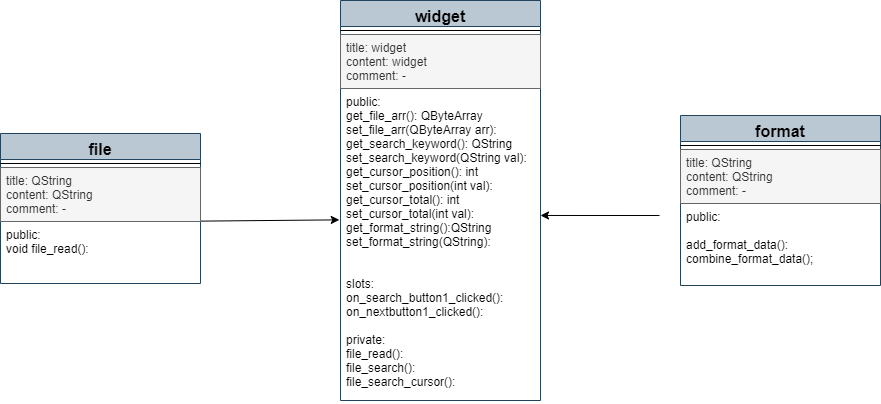 widget
title: widget
content: widget
comment: -
public:
get_file_arr(): QByteArray
set_file_arr(QByteArray arr):
get_search_keyword(): QString
set_search_keyword(QString val):
get_cursor_position(): int
set_cursor_position(int val):
get_cursor_total(): int
set_cursor_total(int val):
get_format_string():QString
set_format_string(QString):
slots:
on_search_button1_clicked():
on_nextbutton1_clicked():
private:
file_read():
file_search():
file_search_cursor():
file
title: QString
content: QString
comment: -
public:
void file_read():
format
title: QString
content: QString
comment: -
public:
add_format_data():
combine_format_data();